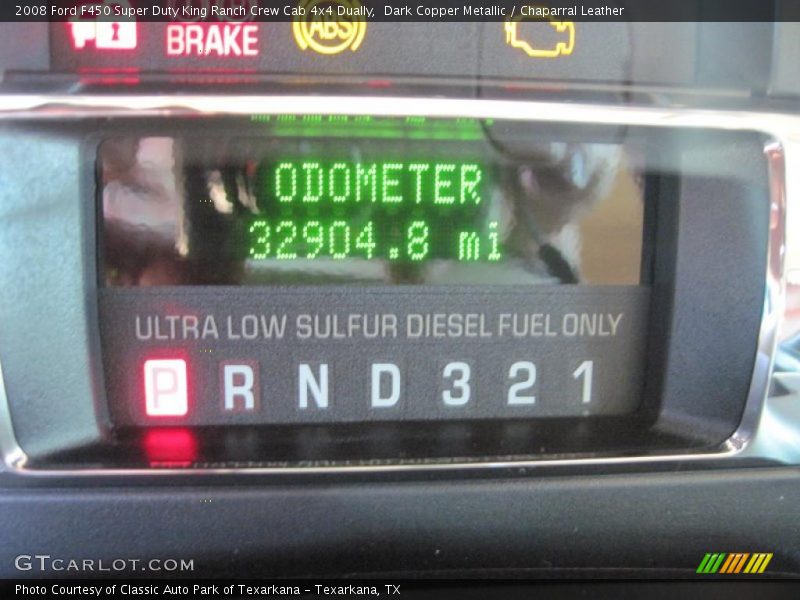 2008 Ford F450 Super Duty King Ranch Crew Cab 4x4 Dually,  Dark Copper Metallic / Chaparral Leather
BRAKE ABS
ODOMETER
32904.8 mi
ULTRA LOW SULFUR DIESEL FUEL ONLY
P R N D 3 2 1
GTCARLOT.COM
Photo Courtesy of Classic Auto Park of Texarkana - Texarkana, TX